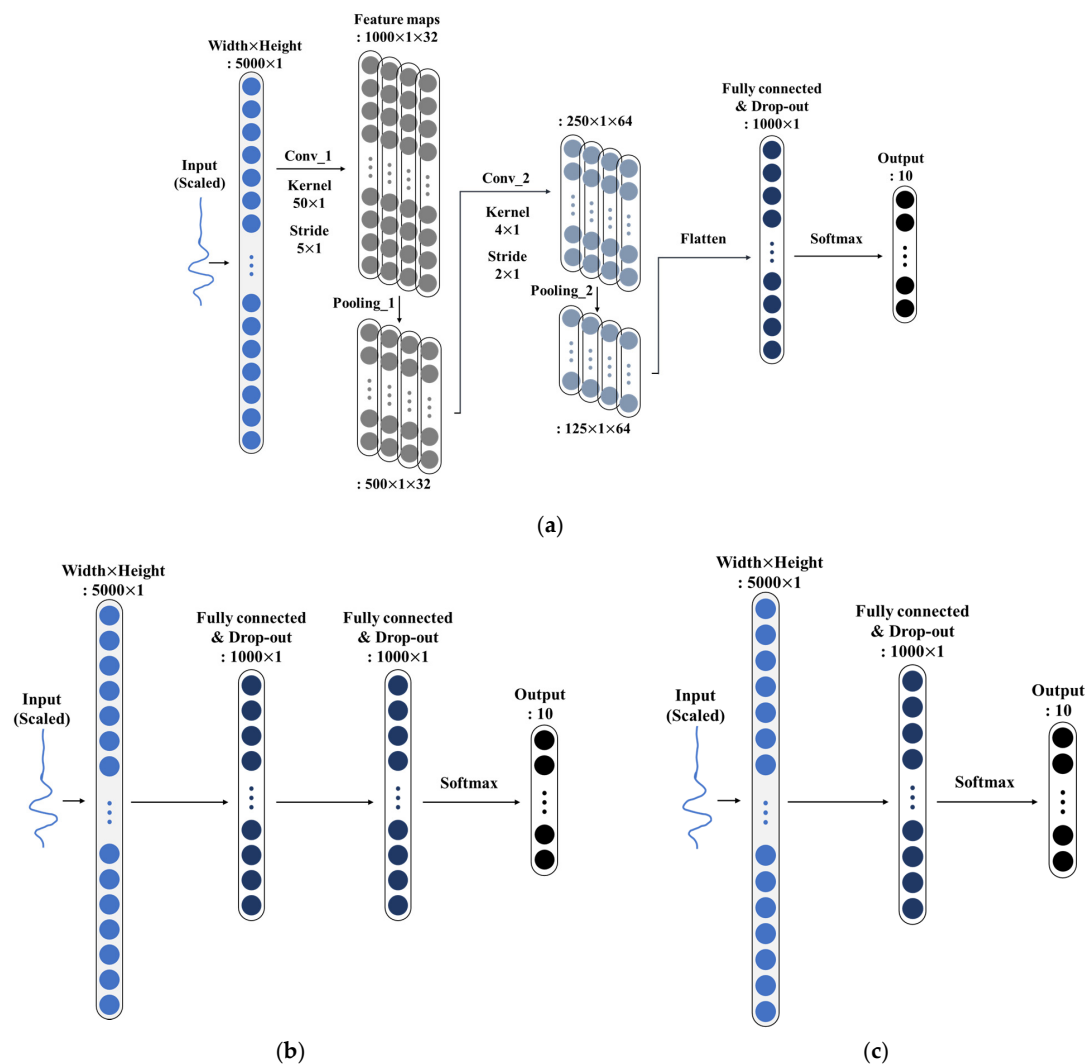 Width×Height
: 5000×1
Input
(Scaled)
Conv_1
Kernel
50×1
Stride
5×1
Feature maps
: 1000×1×32
Pooling_1
: 500×1×32
Conv_2
Kernel
4×1
Stride
2×1
: 250×1×64
Pooling_2
: 125×1×64
Flatten
Fully connected
& Drop-out
: 1000×1
Softmax
Output
: 10
(a)
Width×Height
: 5000×1
Input
(Scaled)
Fully connected
& Drop-out
: 1000×1
Fully connected
& Drop-out
: 1000×1
Softmax
Output
: 10
(b)
Width×Height
: 5000×1
Input
(Scaled)
Fully connected
& Drop-out
: 1000×1
Softmax
Output
: 10
(c)